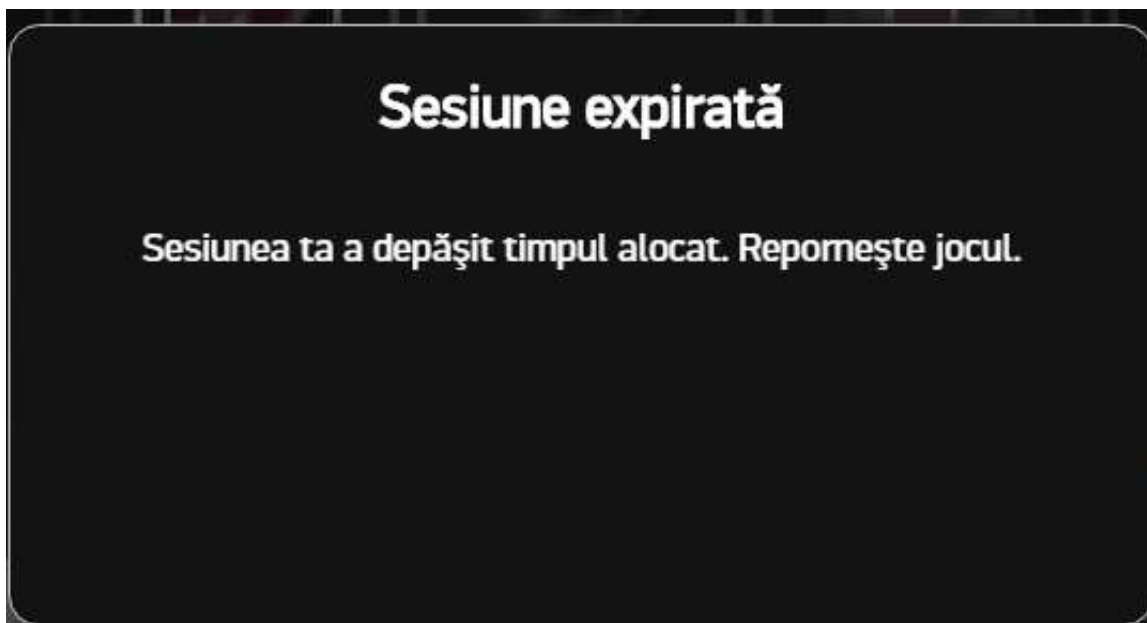 Sesiune expirată
Sesiunea ta a depăşit timpul alocat. Reporneşte jocul.